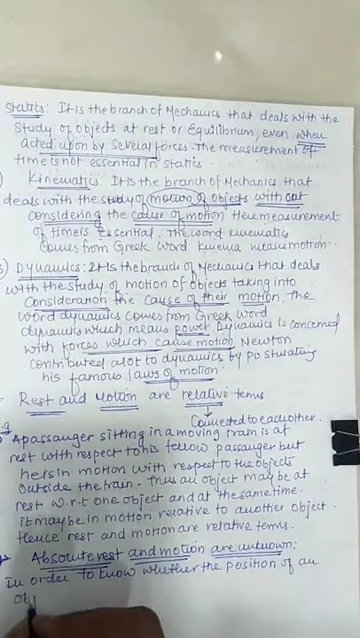 Statics: It is the branch of Mechanics that deals with the
study of objects at rest or Equilibrium, even when
acted upon by several forces. The measurement of
time is not essential in statics.
Kinematics: It is the branch of Mechanics that
deals with the study of motion of objects with out
considering the cause of motion Here measurement
of time is essential. The word kinematics
comes from Greek word kinema means motion.
3) Dynamics: It is the branch of Mechanics that deals
with the study of motion of objects taking into
consideration the cause of their motion. The
word dynamics comes from Greek word
dynamis which means power. Dynamics is concerned
with forces which cause motion Newton
contributed a lot to dynamics by postulating
his famous laws of motion.
Rest and Motion are relative terms
Connected to each other.
A passanger sitting in a moving train is at
rest with respect to his fellow passanger but
he is in motion with respect to the objects
outside the train. Thus an object may be at
rest w.r.t one object and at the same time.
it may be in motion relative to another object.
Hence rest and motion are relative terms.
Absolute rest and motion are unknown:
In order to know whether the position of an